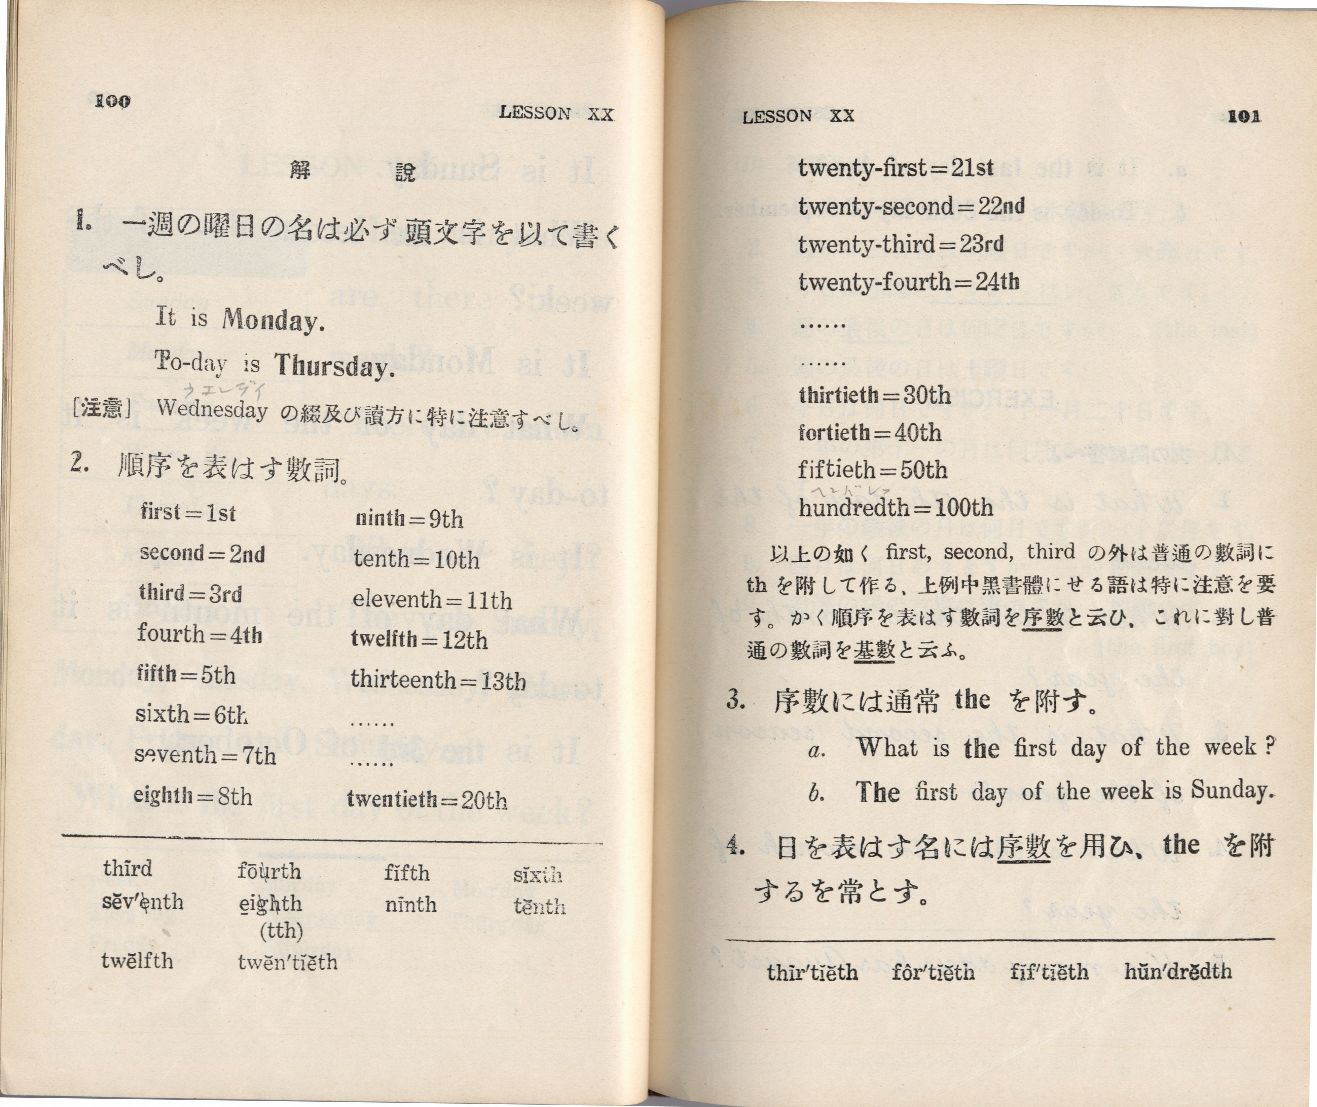 100
LESSON XX
解 說
1. 一週の曜日の名は必ず頭文字を以て書く
べし。
It is Monday.
To-day is Thursday.
ウエンデイ
[注意] Wednesday の綴及び讀方に特に注意すべし。
2. 順序を表はす數詞。
first=1st ninth=9th
second=2nd tenth=10th
third=3rd eleventh=11th
fourth=4th twelfth=12th
fifth=5th thirteenth=13th
sixth=6th ......
seventh=7th ......
eighth=8th twentieth=20th
thĩrd fōųrth fĭfth sĭxth
sĕv'ęnth ẹigḥth nīnth tĕnth
(tth)
twĕlfth twĕn'tĭĕth
LESSON XX
101
twenty-first=21st
twenty-second=22nd
twenty-third=23rd
twenty-fourth=24th
......
......
thirtieth=30th
fortieth=40th
fiftieth=50th
hundredth=100th
以上の如く first, second, third の外は普通の數詞に
th を附して作る、上例中黑書體にせる語は特に注意を要
す。かく順序を表はす數詞を序數と云ひ、これに對し普
通の數詞を基數と云ふ。
3. 序數には通常 the を附す。
a. What is the first day of the week?
b. The first day of the week is Sunday.
4. 日を表はす名には序數を用ひ、the を附
するを常とす。
thĩr'tĭĕth fôr'tĭĕth fĭf'tĭĕth hŭn'drĕdth